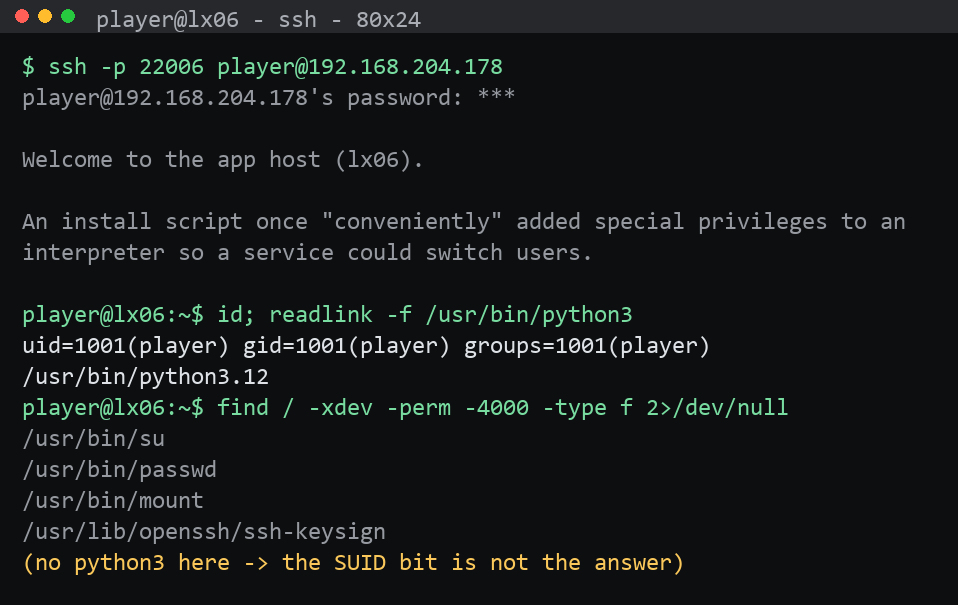 player@lx06 - ssh - 80x24
$ ssh -p 22006 player@192.168.204.178
player@192.168.204.178's password: ***
Welcome to the app host (lx06).
An install script once "conveniently" added special privileges to an
interpreter so a service could switch users.
player@lx06:~$ id; readlink -f /usr/bin/python3
uid=1001(player) gid=1001(player) groups=1001(player)
/usr/bin/python3.12
player@lx06:~$ find / -xdev -perm -4000 -type f 2>/dev/null
/usr/bin/su
/usr/bin/passwd
/usr/bin/mount
/usr/lib/openssh/ssh-keysign
(no python3 here -> the SUID bit is not the answer)